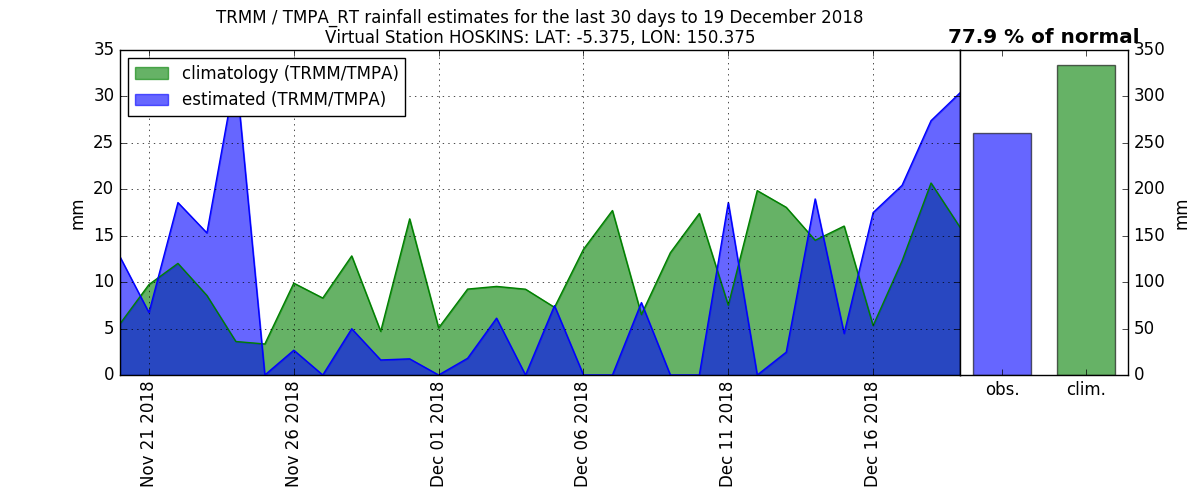 TRMM / TMPA_RT rainfall estimates for the last 30 days to 19 December 2018
Virtual Station HOSKINS: LAT: -5.375, LON: 150.375
77.9 % of normal
climatology (TRMM/TMPA)
estimated (TRMM/TMPA)
35
30
25
20
15
10
5
0
mm
Nov 21 2018
Nov 26 2018
Dec 01 2018
Dec 06 2018
Dec 11 2018
Dec 16 2018
350
300
250
200
150
100
50
0
mm
obs.
clim.